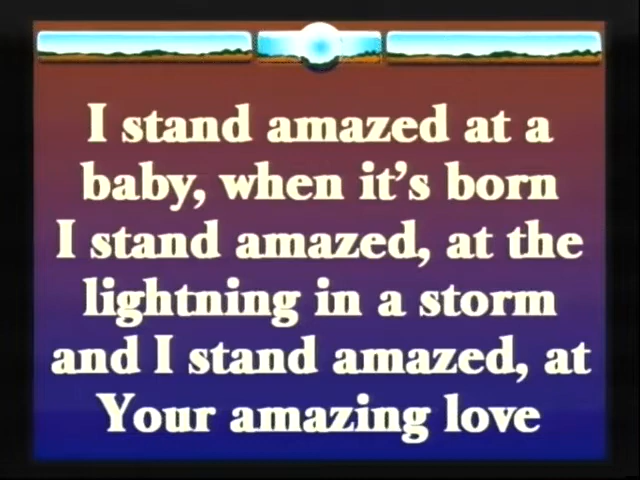 I stand amazed at a
baby, when it's born
I stand amazed, at the
lightning in a storm
and I stand amazed, at
Your amazing love